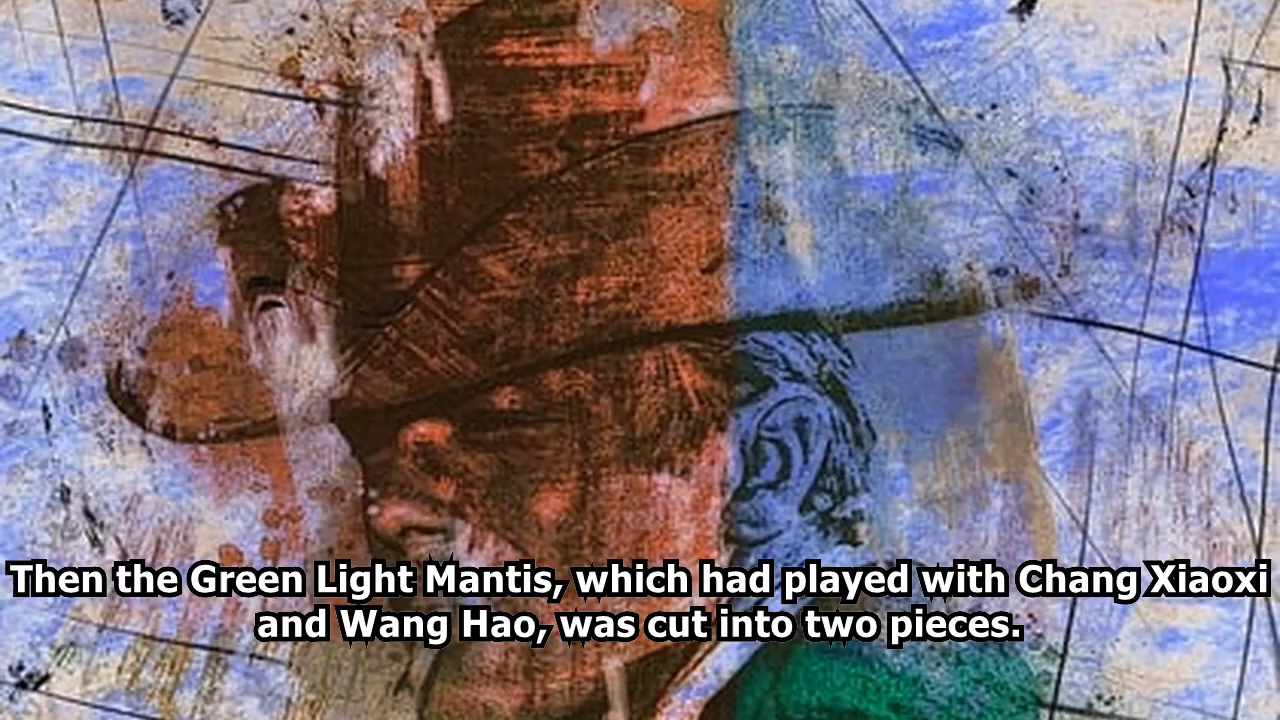 Then the Green Light Mantis, which had played with Chang Xiaoxi
and Wang Hao, was cut into two pieces.